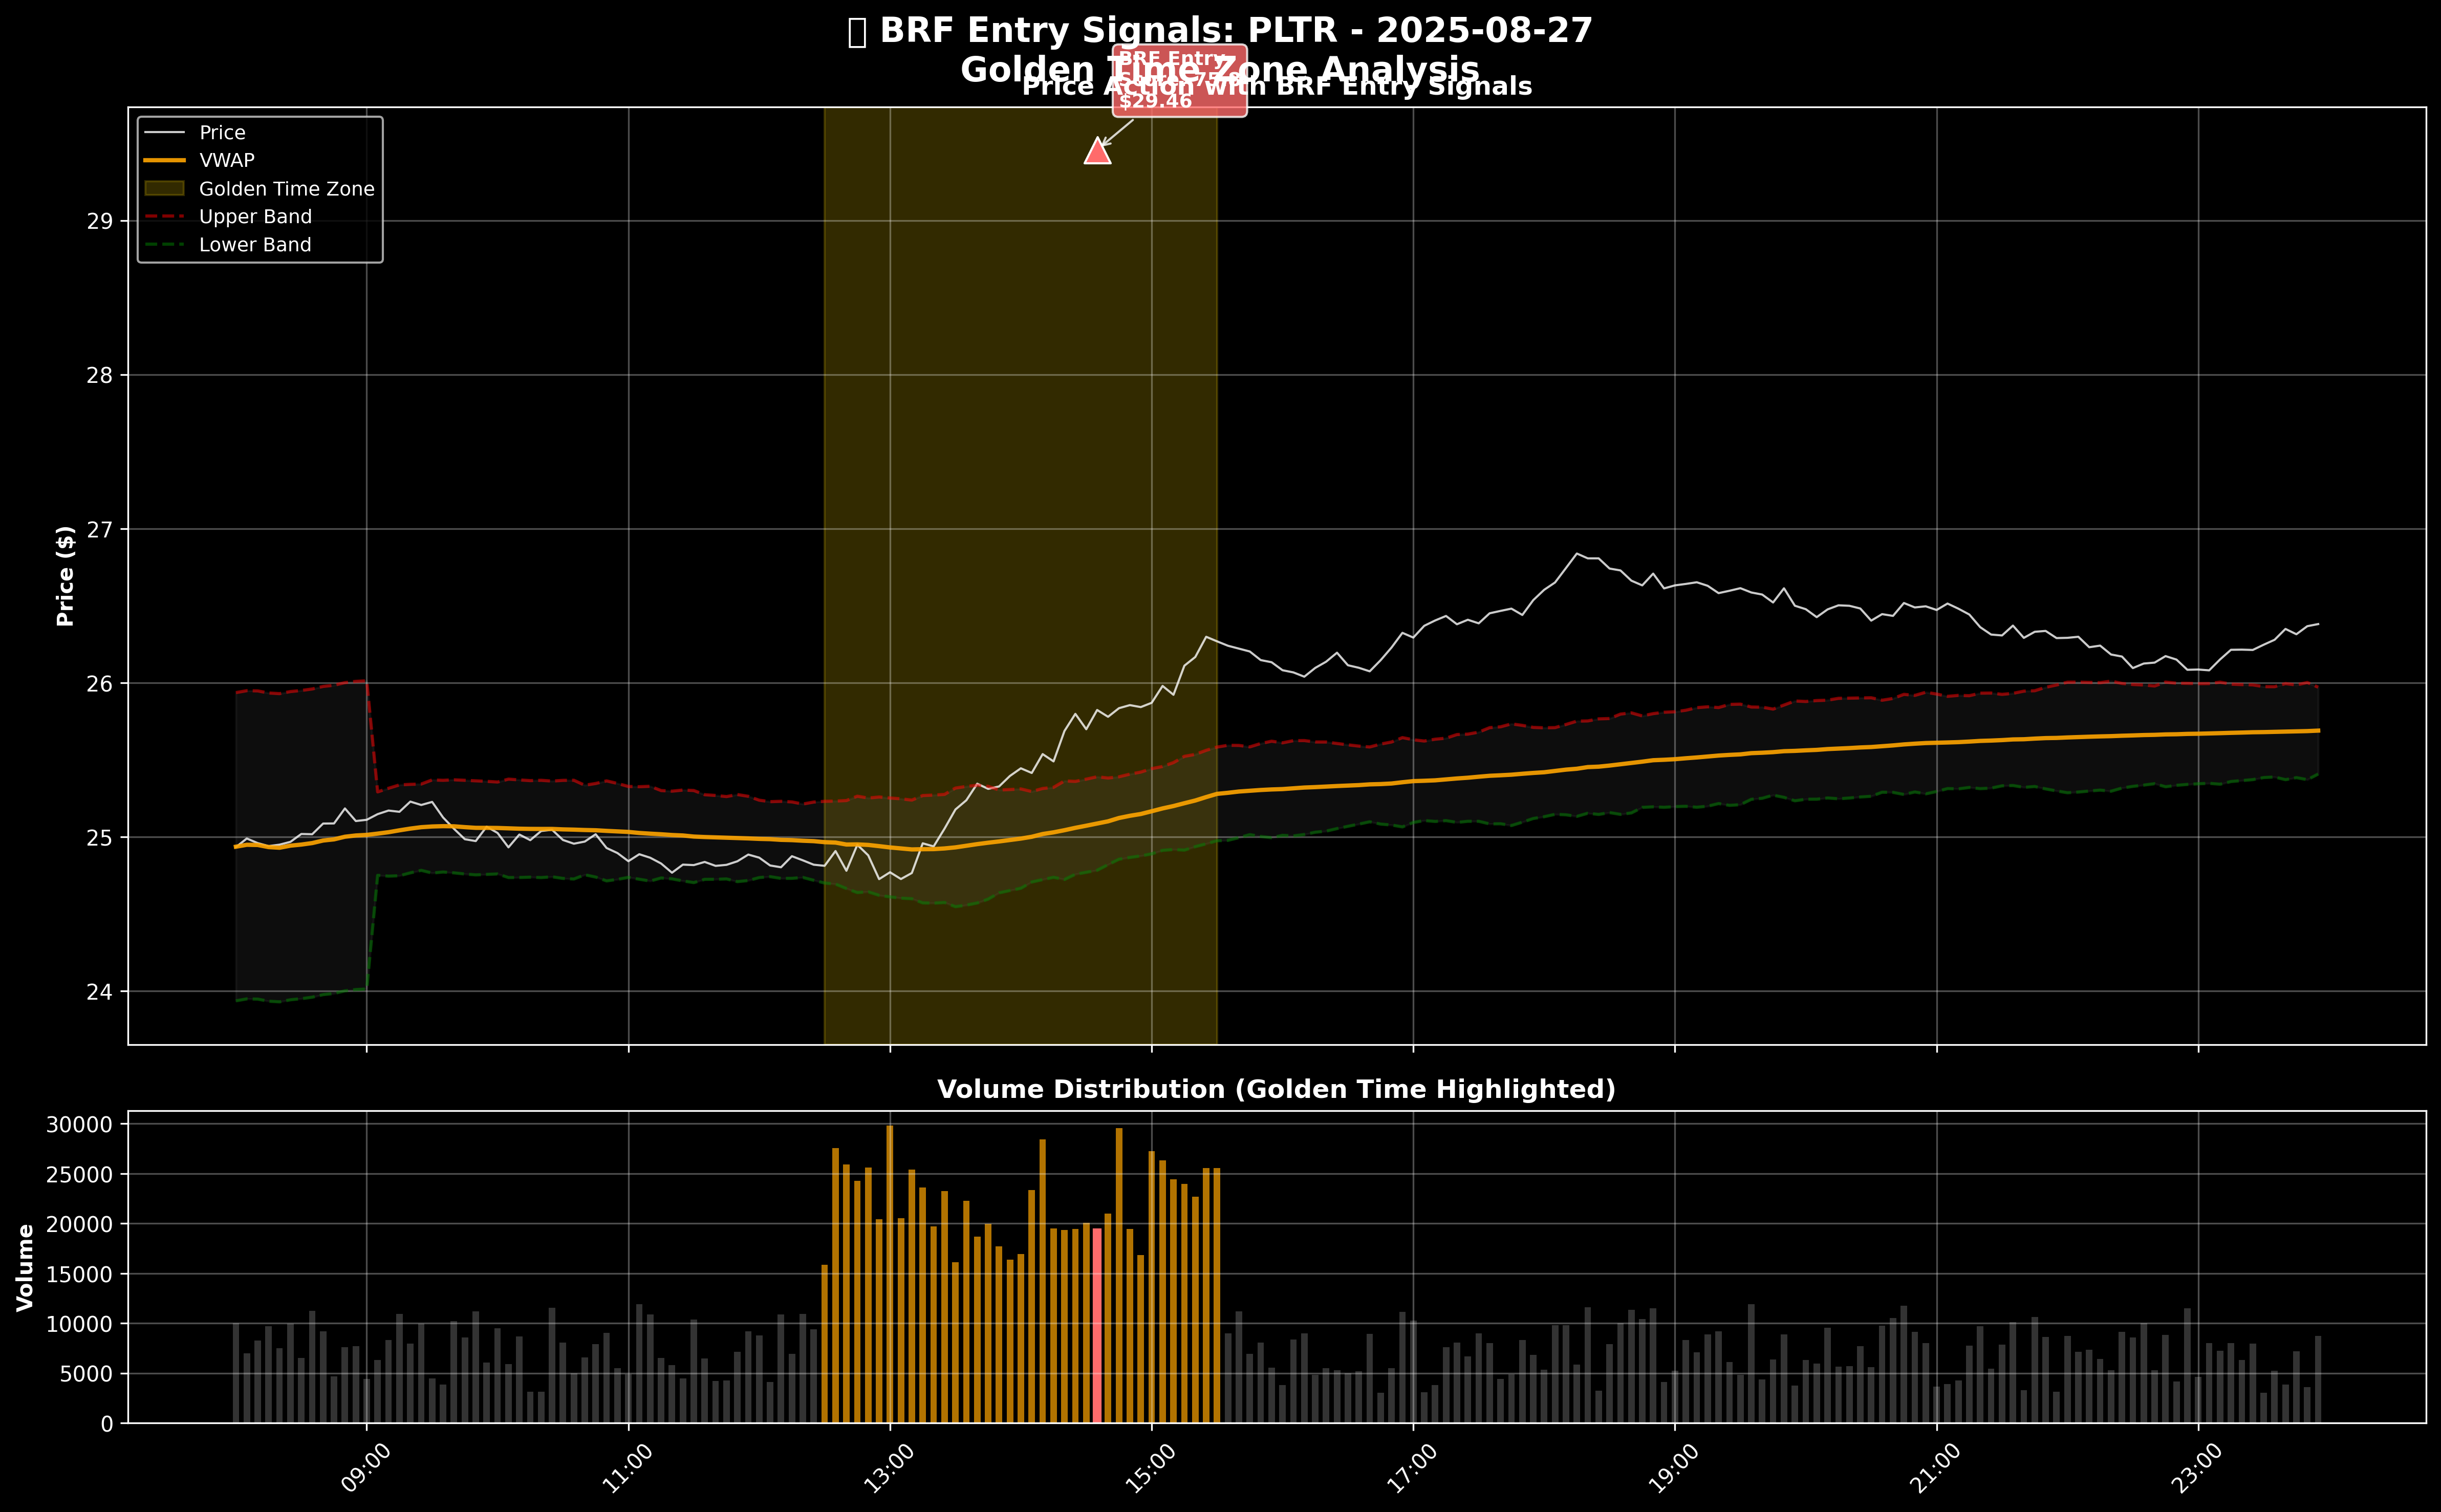 BRF Entry Signals: PLTR - 2025-08-27
Golden Time Zone Analysis
Price Action with BRF Entry Signals
BRF Entry
$29.46
Price
VWAP
Golden Time Zone
Upper Band
Lower Band
Price ($)
29
28
27
26
25
24
Volume Distribution (Golden Time Highlighted)
Volume
30000
25000
20000
15000
10000
5000
0
09:00
11:00
13:00
15:00
17:00
19:00
21:00
23:00